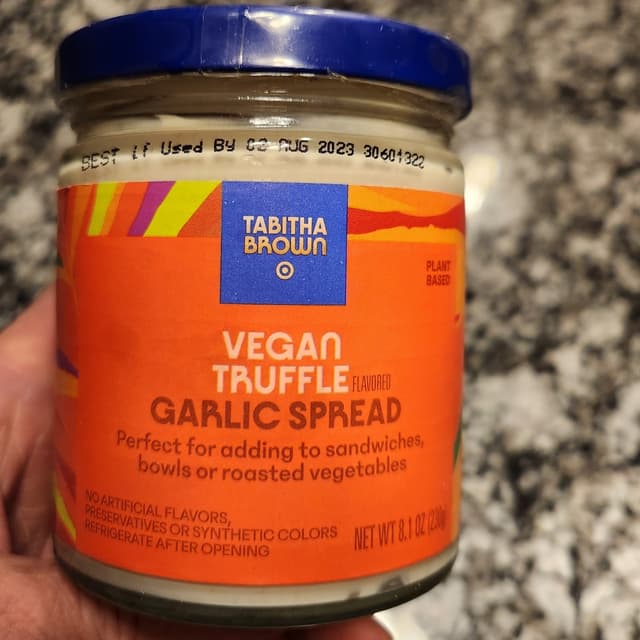 BEST if Used BY 02 AUG 2023 30601322
TABITHA
BROWN
PLANT
BASED
VEGAN
TRUFFLE FLAVORED
GARLIC SPREAD
Perfect for adding to sandwiches,
bowls or roasted vegetables
NO ARTIFICIAL FLAVORS,
PRESERVATIVES OR SYNTHETIC COLORS
REFRIGERATE AFTER OPENING
NET WT 8.1 OZ (230g)